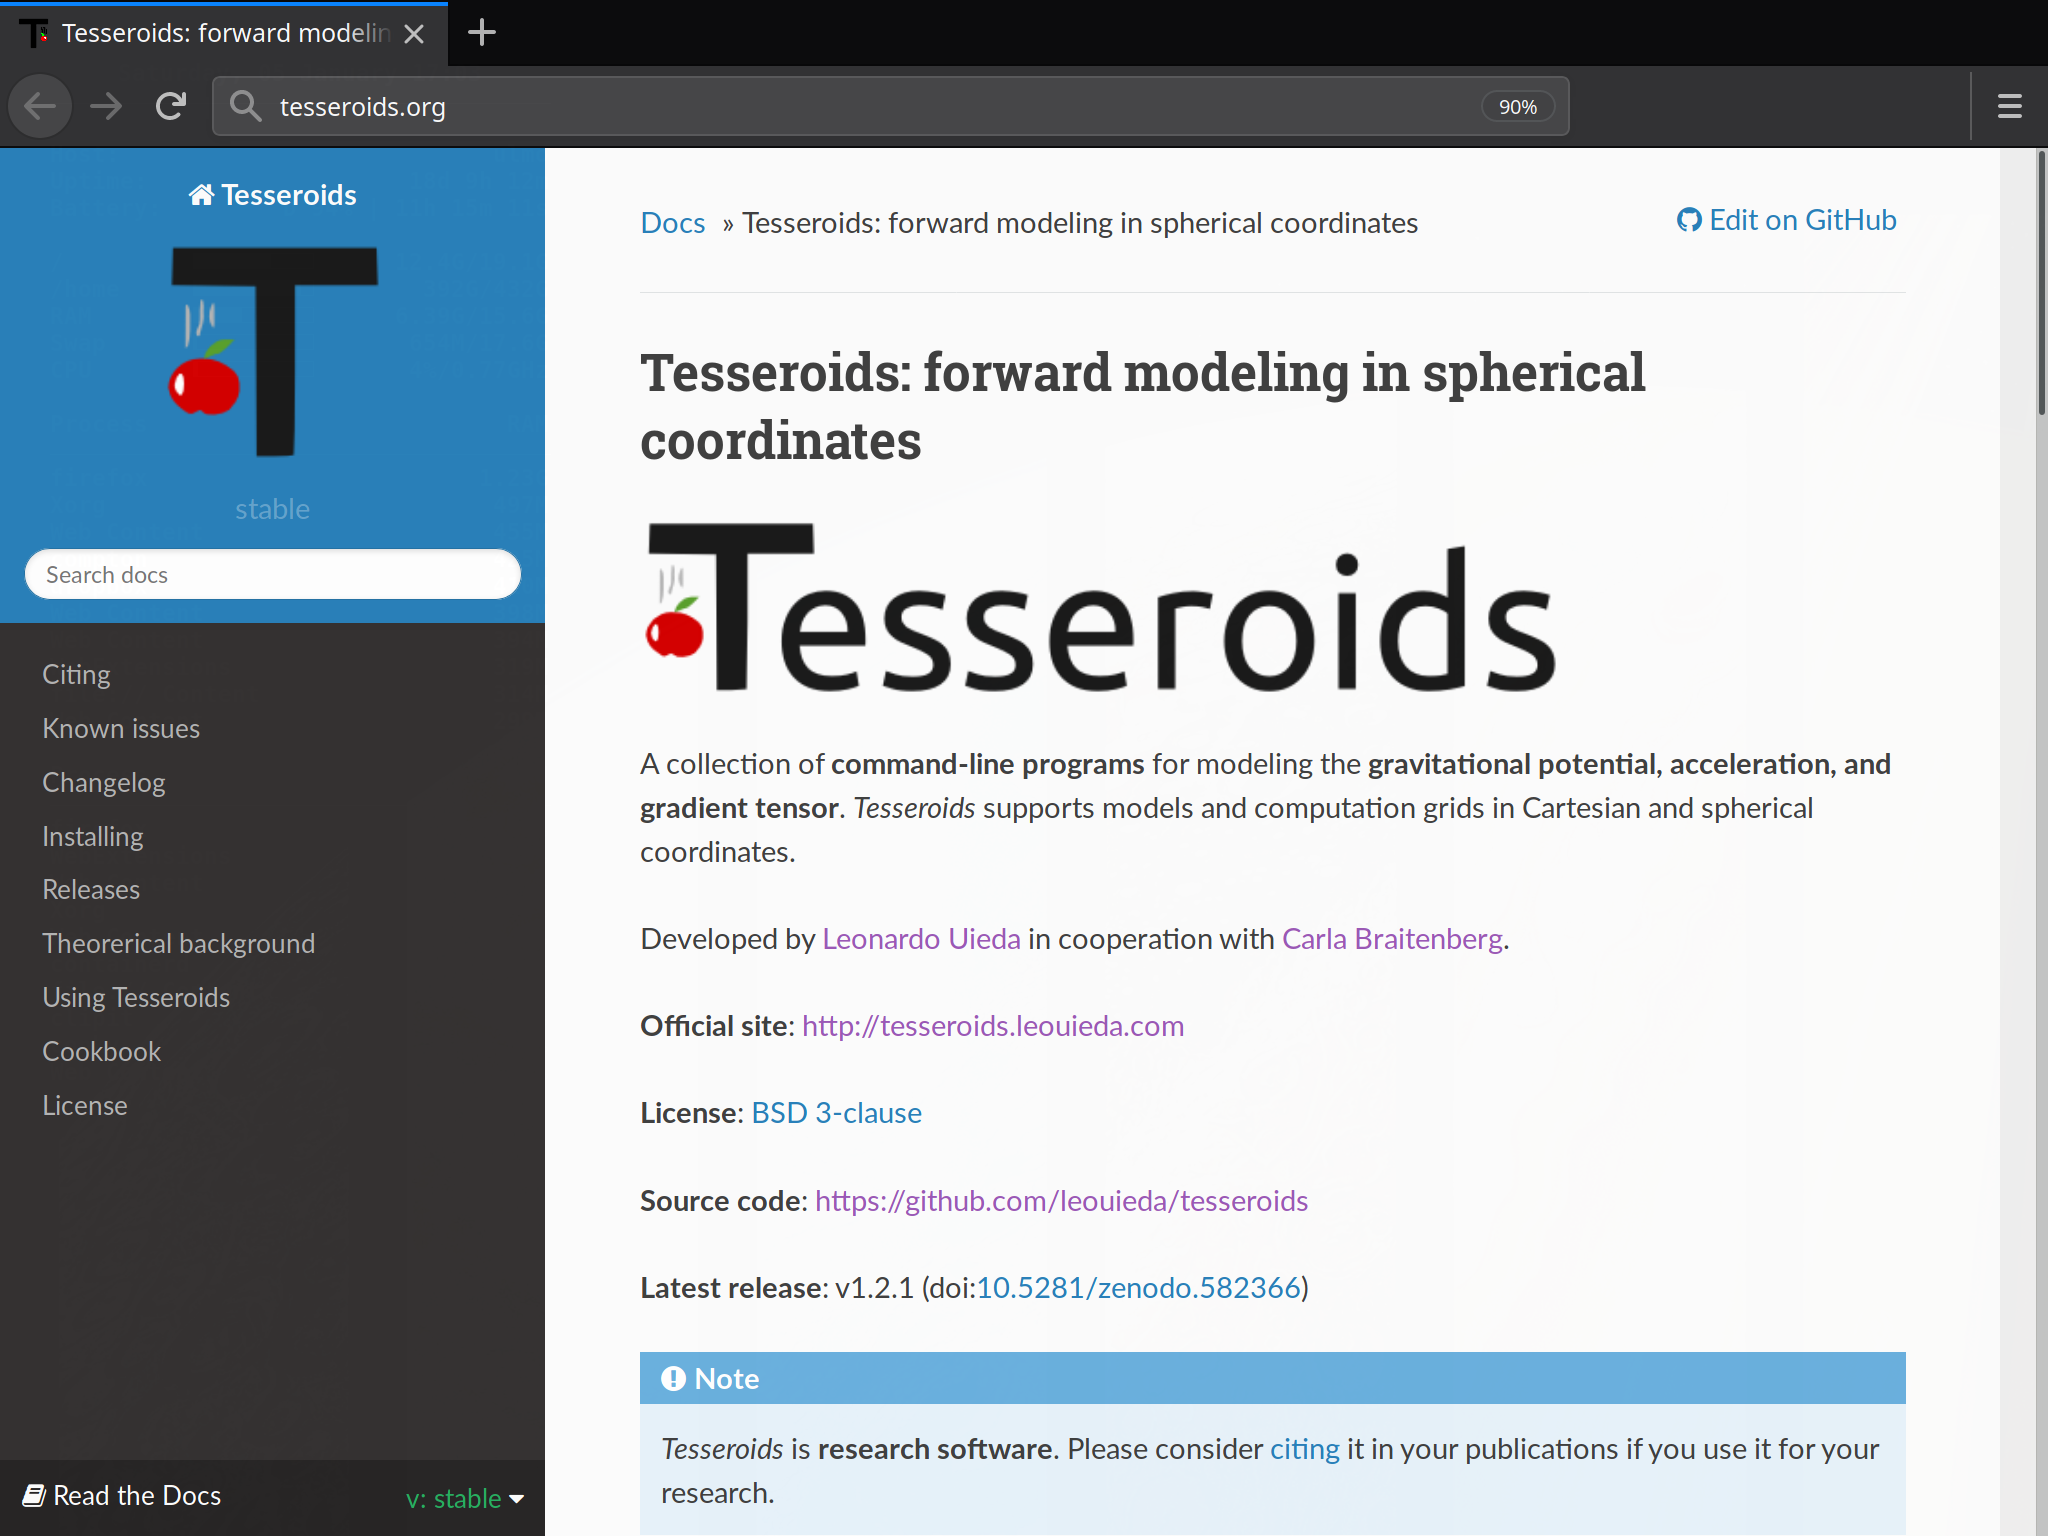 Tesseroids: forward modelin
tesseroids.org
90%
Tesseroids
T
stable
Search docs
Citing
Known issues
Changelog
Installing
Releases
Theorerical background
Using Tesseroids
Cookbook
License
Read the Docs
v: stable
Docs » Tesseroids: forward modeling in spherical coordinates
Edit on GitHub
Tesseroids: forward modeling in spherical
coordinates
Tesseroids
A collection of command-line programs for modeling the gravitational potential, acceleration, and
gradient tensor. Tesseroids supports models and computation grids in Cartesian and spherical
coordinates.
Developed by Leonardo Uieda in cooperation with Carla Braitenberg.
Official site: http://tesseroids.leouieda.com
License: BSD 3-clause
Source code: https://github.com/leouieda/tesseroids
Latest release: v1.2.1 (doi:10.5281/zenodo.582366)
Note
Tesseroids is research software. Please consider citing it in your publications if you use it for your
research.